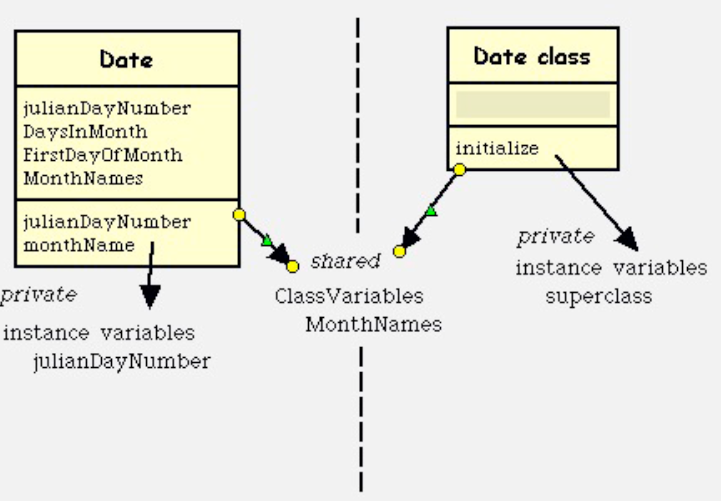 Date
julianDayNumber
DaysInMonth
FirstDayOfMonth
MonthNames
julianDayNumber
monthName
private
instance variables
julianDayNumber
shared
ClassVariables
MonthNames
Date class
initialize
private
instance variables
superclass